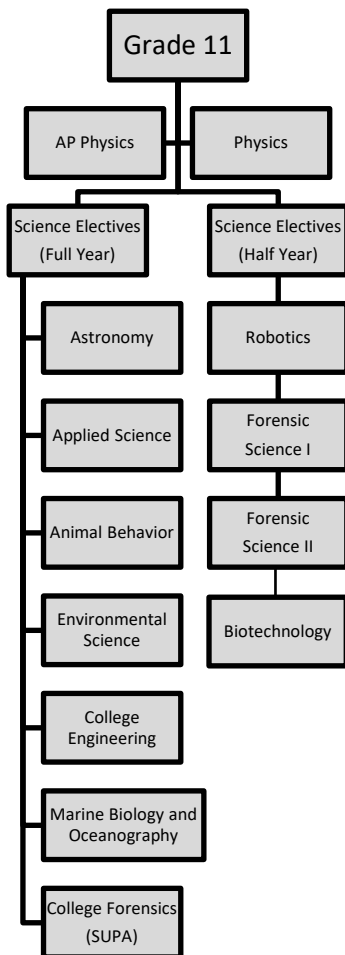 Grade 11
AP Physics
Physics
Science Electives
(Full Year)
Science Electives
(Half Year)
Astronomy
Applied Science
Animal Behavior
Environmental
Science
College
Engineering
Marine Biology and
Oceanography
College Forensics
(SUPA)
Robotics
Forensic
Science I
Forensic
Science II
Biotechnology